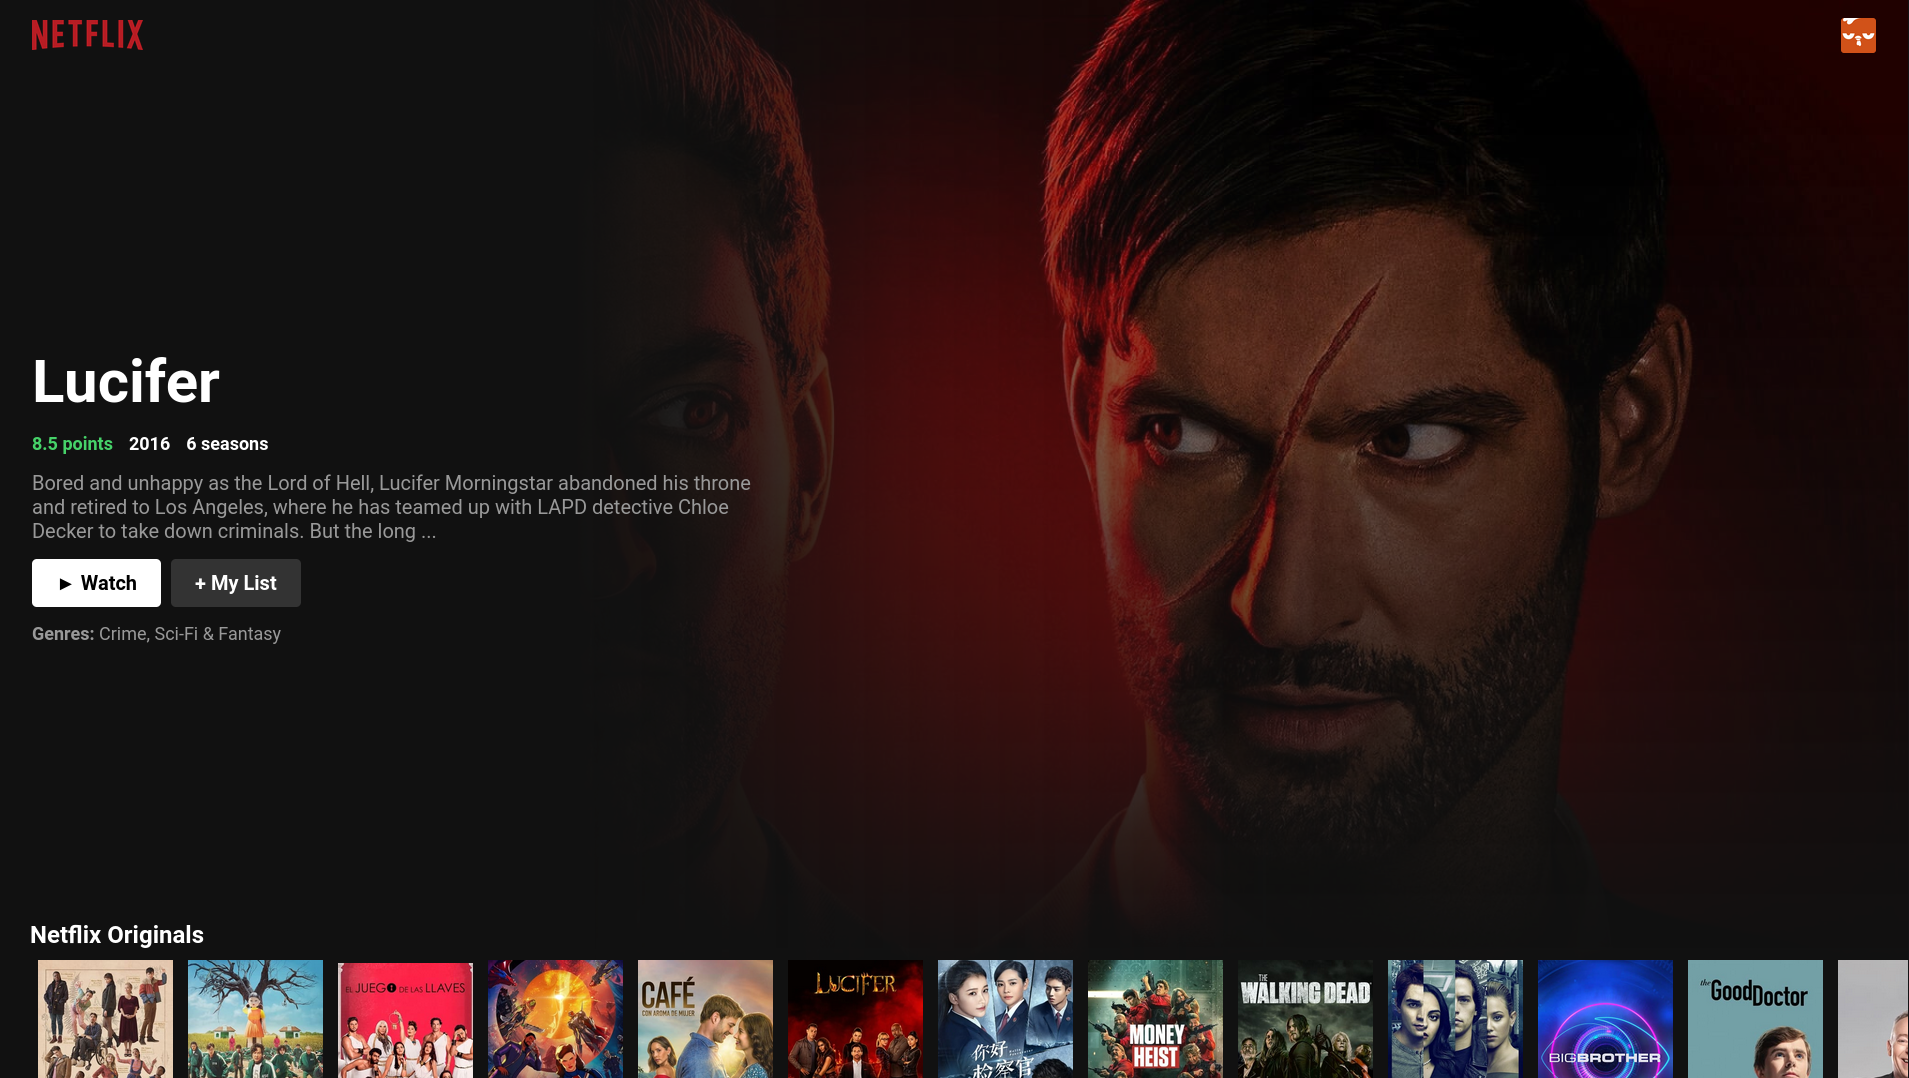 NETFLIX
Lucifer
8.5 points 2016 6 seasons
Bored and unhappy as the Lord of Hell, Lucifer Morningstar abandoned his throne
and retired to Los Angeles, where he has teamed up with LAPD detective Chloe
Decker to take down criminals. But the long ...
► Watch
+ My List
Genres: Crime, Sci-Fi & Fantasy
Netflix Originals
EL JUEGO DE LAS LLAVES
CAFÉ
CON AROMA DE MUJER
LUCIFER
你好
检察官
MONEY
HEIST
THE
WALKING DEAD
BIGBROTHER
the GoodDoctor